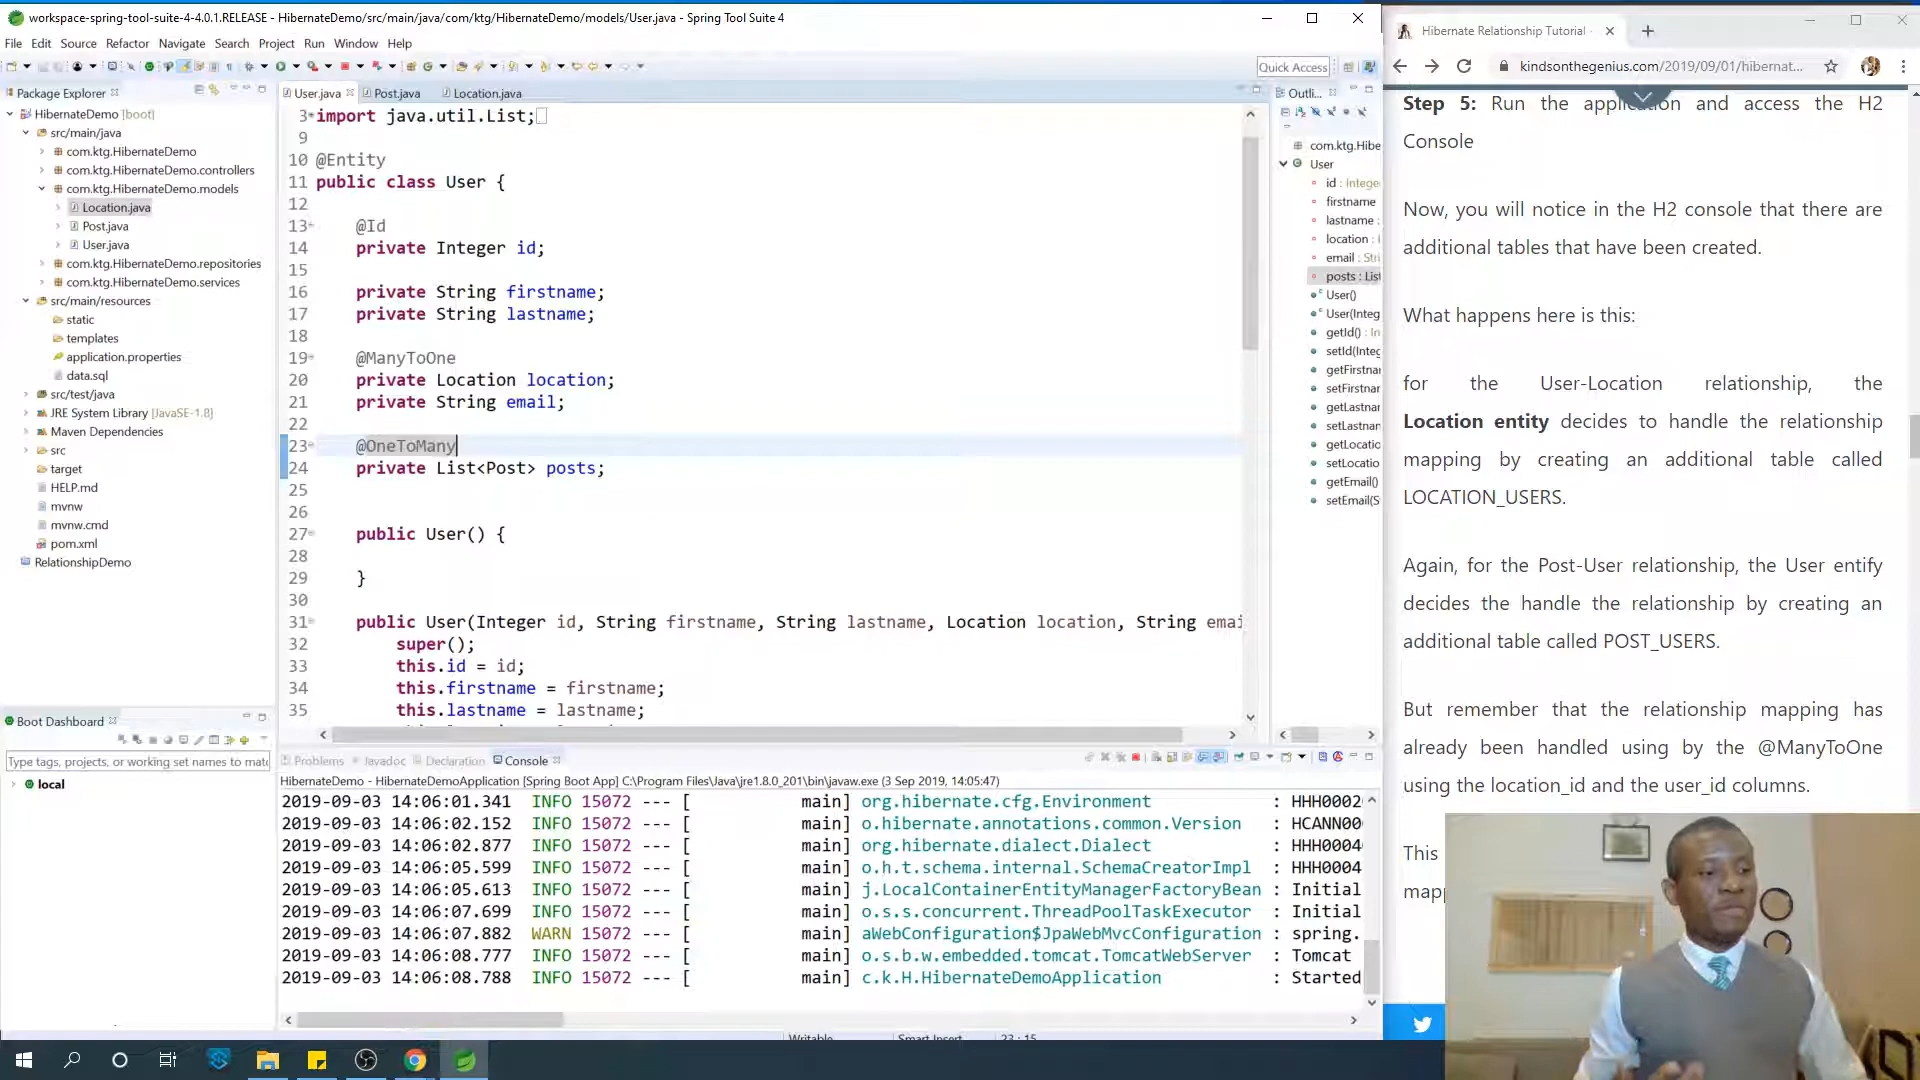 workspace-spring-tool-suite-4-4.0.1.RELEASE - HibernateDemo/src/main/java/com/ktg/HibernateDemo/models/User.java - Spring Tool Suite 4
File Edit Source Refactor Navigate Search Project Run Window Help
Quick Access
Package Explorer
HibernateDemo [boot]
src/main/java
com.ktg.HibernateDemo
com.ktg.HibernateDemo.controllers
com.ktg.HibernateDemo.models
Location.java
Post.java
User.java
com.ktg.HibernateDemo.repositories
com.ktg.HibernateDemo.services
src/main/resources
static
templates
application.properties
data.sql
src/test/java
JRE System Library [JavaSE-1.8]
Maven Dependencies
src
target
HELP.md
mvnw
mvnw.cmd
pom.xml
RelationshipDemo
Boot Dashboard
Type tags, projects, or working set names to matc
local
User.java Post.java Location.java
3 import java.util.List;
9
10 @Entity
11 public class User {
12
13 @Id
14 private Integer id;
15
16 private String firstname;
17 private String lastname;
18
19 @ManyToOne
20 private Location location;
21 private String email;
22
23 @OneToMany
24 private List<Post> posts;
25
26
27 public User() {
28
29 }
30
31 public User(Integer id, String firstname, String lastname, Location location, String emai
32 super();
33 this.id = id;
34 this.firstname = firstname;
35 this.lastname = lastname;
Outli...
com.ktg.Hibe
User
id : Intege
firstname
lastname :
location : l
email : Stri
posts : List
User()
User(Integ
getId() : In
setId(Integ
getFirstnar
setFirstnar
getLastna
setLastnar
getLocatio
setLocatio
getEmail()
setEmail(S
Problems Javadoc Declaration Console
HibernateDemo - HibernateDemoApplication [Spring Boot App] C:\Program Files\Java\jre1.8.0_201\bin\javaw.exe (3 Sep 2019, 14:05:47)
2019-09-03 14:06:01.341 INFO 15072 --- [ main] org.hibernate.cfg.Environment : HHH0002
2019-09-03 14:06:02.152 INFO 15072 --- [ main] o.hibernate.annotations.common.Version : HCANN00
2019-09-03 14:06:02.877 INFO 15072 --- [ main] org.hibernate.dialect.Dialect : HHH0004
2019-09-03 14:06:05.599 INFO 15072 --- [ main] o.h.t.schema.internal.SchemaCreatorImpl : HHH0004
2019-09-03 14:06:05.613 INFO 15072 --- [ main] j.LocalContainerEntityManagerFactoryBean : Initial
2019-09-03 14:06:07.699 INFO 15072 --- [ main] o.s.s.concurrent.ThreadPoolTaskExecutor : Initial
2019-09-03 14:06:07.882 WARN 15072 --- [ main] aWebConfiguration$JpaWebMvcConfiguration : spring.
2019-09-03 14:06:08.777 INFO 15072 --- [ main] o.s.b.w.embedded.tomcat.TomcatWebServer : Tomcat
2019-09-03 14:06:08.788 INFO 15072 --- [ main] c.k.H.HibernateDemoApplication : Started
Writable Smart Insert 23 : 15
Hibernate Relationship Tutorial
kindsonthegenius.com/2019/09/01/hibernat...
Step 5: Run the application and access the H2
Console
Now, you will notice in the H2 console that there are
additional tables that have been created.
What happens here is this:
for the User-Location relationship, the
Location entity decides to handle the relationship
mapping by creating an additional table called
LOCATION_USERS.
Again, for the Post-User relationship, the User entify
decides the handle the relationship by creating an
additional table called POST_USERS.
But remember that the relationship mapping has
already been handled using by the @ManyToOne
using the location_id and the user_id columns.
This
mapp